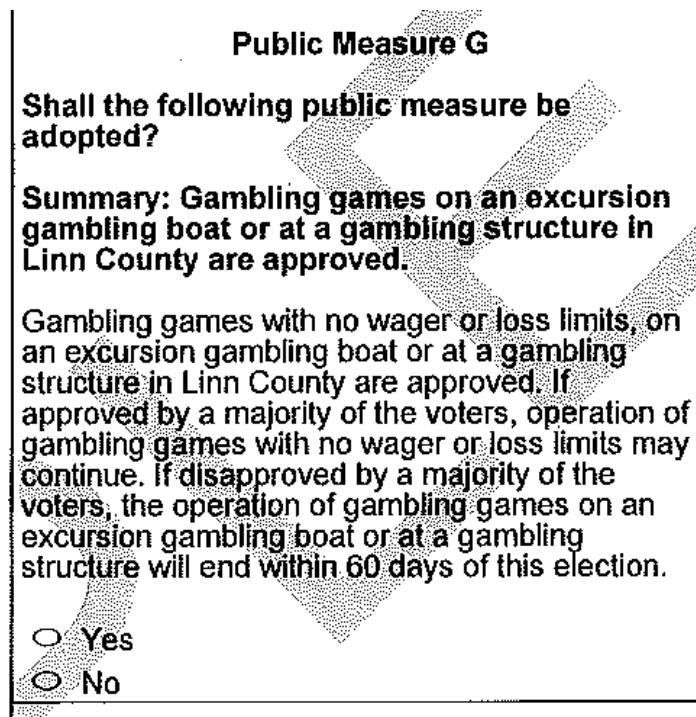 Public Measure G
Shall the following public measure be
adopted?
Summary: Gambling games on an excursion
gambling boat or at a gambling structure in
Linn County are approved.
Gambling games with no wager or loss limits, on
an excursion gambling boat or at a gambling
structure in Linn County are approved. If
approved by a majority of the voters, operation of
gambling games with no wager or loss limits may
continue. If disapproved by a majority of the
voters, the operation of gambling games on an
excursion gambling boat or at a gambling
structure will end within 60 days of this election.
Yes
No